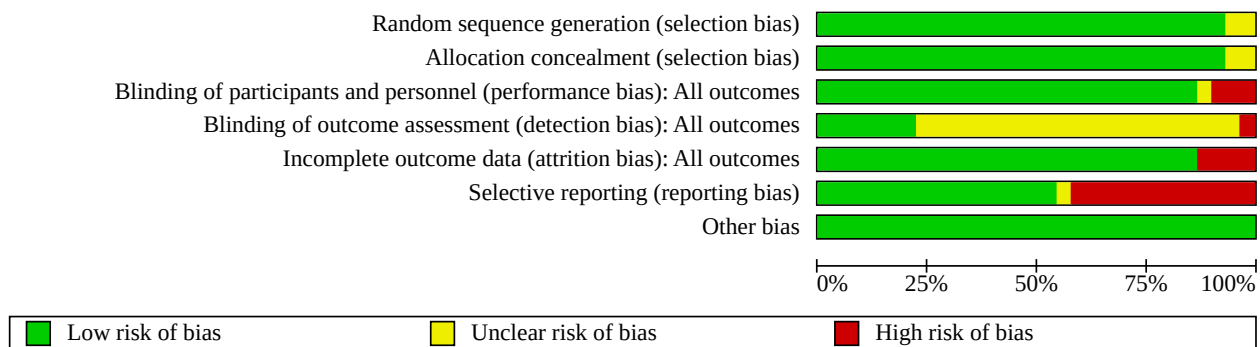 Random sequence generation (selection bias)
Allocation concealment (selection bias)
Blinding of participants and personnel (performance bias): All outcomes
Blinding of outcome assessment (detection bias): All outcomes
Incomplete outcome data (attrition bias): All outcomes
Selective reporting (reporting bias)
Other bias
0% 25% 50% 75% 100%
Low risk of bias Unclear risk of bias High risk of bias